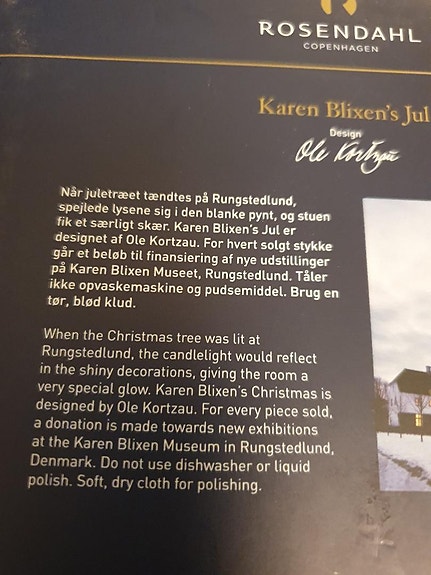 ROSENDAHL
COPENHAGEN
Karen Blixen's Jul
Design
Ole Kortzau
Når juletræet tændtes på Rungstedlund,
spejlede lysene sig i den blanke pynt, og stuen
fik et særligt skær. Karen Blixen's Jul er
designet af Ole Kortzau. For hvert solgt stykke
går et beløb til finansiering af nye udstillinger
på Karen Blixen Museet, Rungstedlund. Tåler
ikke opvaskemaskine og pudsemiddel. Brug en
tør, blød klud.
When the Christmas tree was lit at
Rungstedlund, the candlelight would reflect
in the shiny decorations, giving the room a
very special glow. Karen Blixen's Christmas is
designed by Ole Kortzau. For every piece sold,
a donation is made towards new exhibitions
at the Karen Blixen Museum in Rungstedlund,
Denmark. Do not use dishwasher or liquid
polish. Soft, dry cloth for polishing.